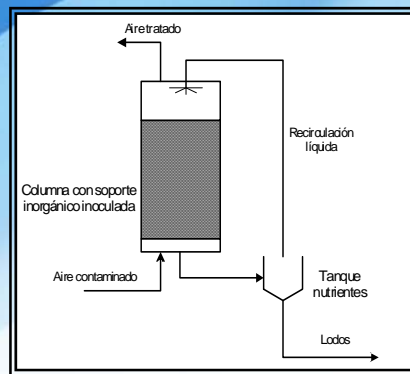 Aire tratado
Recirculación
líquida
Columna con soporte
inorgánico inoculada
Aire contaminado
Tanque
nutrientes
Lodos